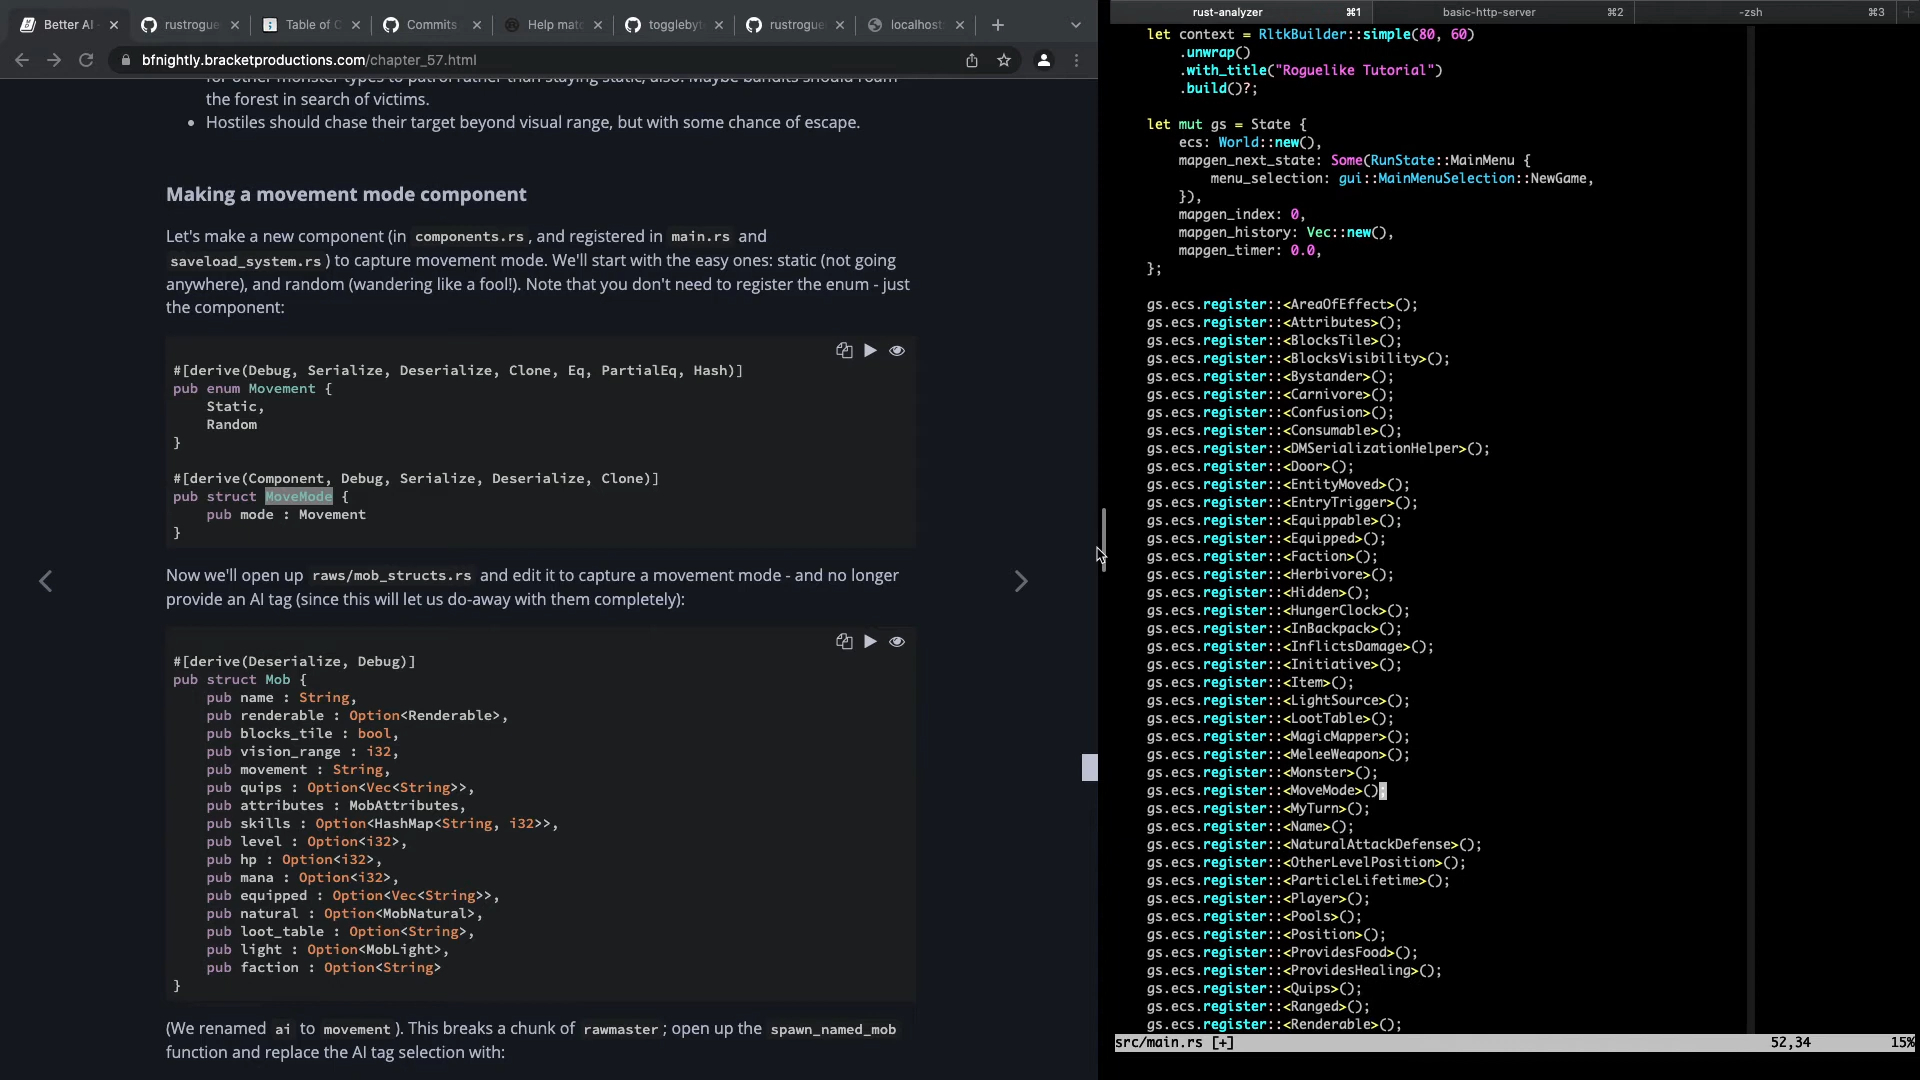 Better AI
rustrogue
Table of C
Commits
Help mat
togglebyt
rustrogue
localhost
bfnightly.bracketproductions.com/chapter_57.html
for other monster types to patrol rather than staying static, also. Maybe bandits should roam
the forest in search of victims.
• Hostiles should chase their target beyond visual range, but with some chance of escape.
Making a movement mode component
Let's make a new component (in components.rs, and registered in main.rs and
saveload_system.rs) to capture movement mode. We'll start with the easy ones: static (not going
anywhere), and random (wandering like a fool!). Note that you don't need to register the enum - just
the component:
#[derive(Debug, Serialize, Deserialize, Clone, Eq, PartialEq, Hash)]
pub enum Movement {
    Static,
    Random
}
#[derive(Component, Debug, Serialize, Deserialize, Clone)]
pub struct MoveMode {
    pub mode : Movement
}
Now we'll open up raws/mob_structs.rs and edit it to capture a movement mode - and no longer
provide an AI tag (since this will let us do-away with them completely):
#[derive(Deserialize, Debug)]
pub struct Mob {
    pub name : String,
    pub renderable : Option<Renderable>,
    pub blocks_tile : bool,
    pub vision_range : i32,
    pub movement : String,
    pub quips : Option<Vec<String>>,
    pub attributes : MobAttributes,
    pub skills : Option<HashMap<String, i32>>,
    pub level : Option<i32>,
    pub hp : Option<i32>,
    pub mana : Option<i32>,
    pub equipped : Option<Vec<String>>,
    pub natural : Option<MobNatural>,
    pub loot_table : Option<String>,
    pub light : Option<MobLight>,
    pub faction : Option<String>
}
(We renamed ai to movement). This breaks a chunk of rawmaster; open up the spawn_named_mob
function and replace the AI tag selection with:
rust-analyzer ⌘1
basic-http-server ⌘2
-zsh ⌘3
let context = RltkBuilder::simple(80, 60)
    .unwrap()
    .with_title("Roguelike Tutorial")
    .build()?;
let mut gs = State {
    ecs: World::new(),
    mapgen_next_state: Some(RunState::MainMenu {
        menu_selection: gui::MainMenuSelection::NewGame,
    }),
    mapgen_index: 0,
    mapgen_history: Vec::new(),
    mapgen_timer: 0.0,
};
gs.ecs.register::<AreaOfEffect>();
gs.ecs.register::<Attributes>();
gs.ecs.register::<BlocksTile>();
gs.ecs.register::<BlocksVisibility>();
gs.ecs.register::<Bystander>();
gs.ecs.register::<Carnivore>();
gs.ecs.register::<Confusion>();
gs.ecs.register::<Consumable>();
gs.ecs.register::<DMSerializationHelper>();
gs.ecs.register::<Door>();
gs.ecs.register::<EntityMoved>();
gs.ecs.register::<EntryTrigger>();
gs.ecs.register::<Equippable>();
gs.ecs.register::<Equipped>();
gs.ecs.register::<Faction>();
gs.ecs.register::<Herbivore>();
gs.ecs.register::<Hidden>();
gs.ecs.register::<HungerClock>();
gs.ecs.register::<InBackpack>();
gs.ecs.register::<InflictsDamage>();
gs.ecs.register::<Initiative>();
gs.ecs.register::<Item>();
gs.ecs.register::<LightSource>();
gs.ecs.register::<LootTable>();
gs.ecs.register::<MagicMapper>();
gs.ecs.register::<MeleeWeapon>();
gs.ecs.register::<Monster>();
gs.ecs.register::<MoveMode>();
gs.ecs.register::<MyTurn>();
gs.ecs.register::<Name>();
gs.ecs.register::<NaturalAttackDefense>();
gs.ecs.register::<OtherLevelPosition>();
gs.ecs.register::<ParticleLifetime>();
gs.ecs.register::<Player>();
gs.ecs.register::<Pools>();
gs.ecs.register::<Position>();
gs.ecs.register::<ProvidesFood>();
gs.ecs.register::<ProvidesHealing>();
gs.ecs.register::<Quips>();
gs.ecs.register::<Ranged>();
gs.ecs.register::<Renderable>();
src/main.rs [+] 52,34 15%